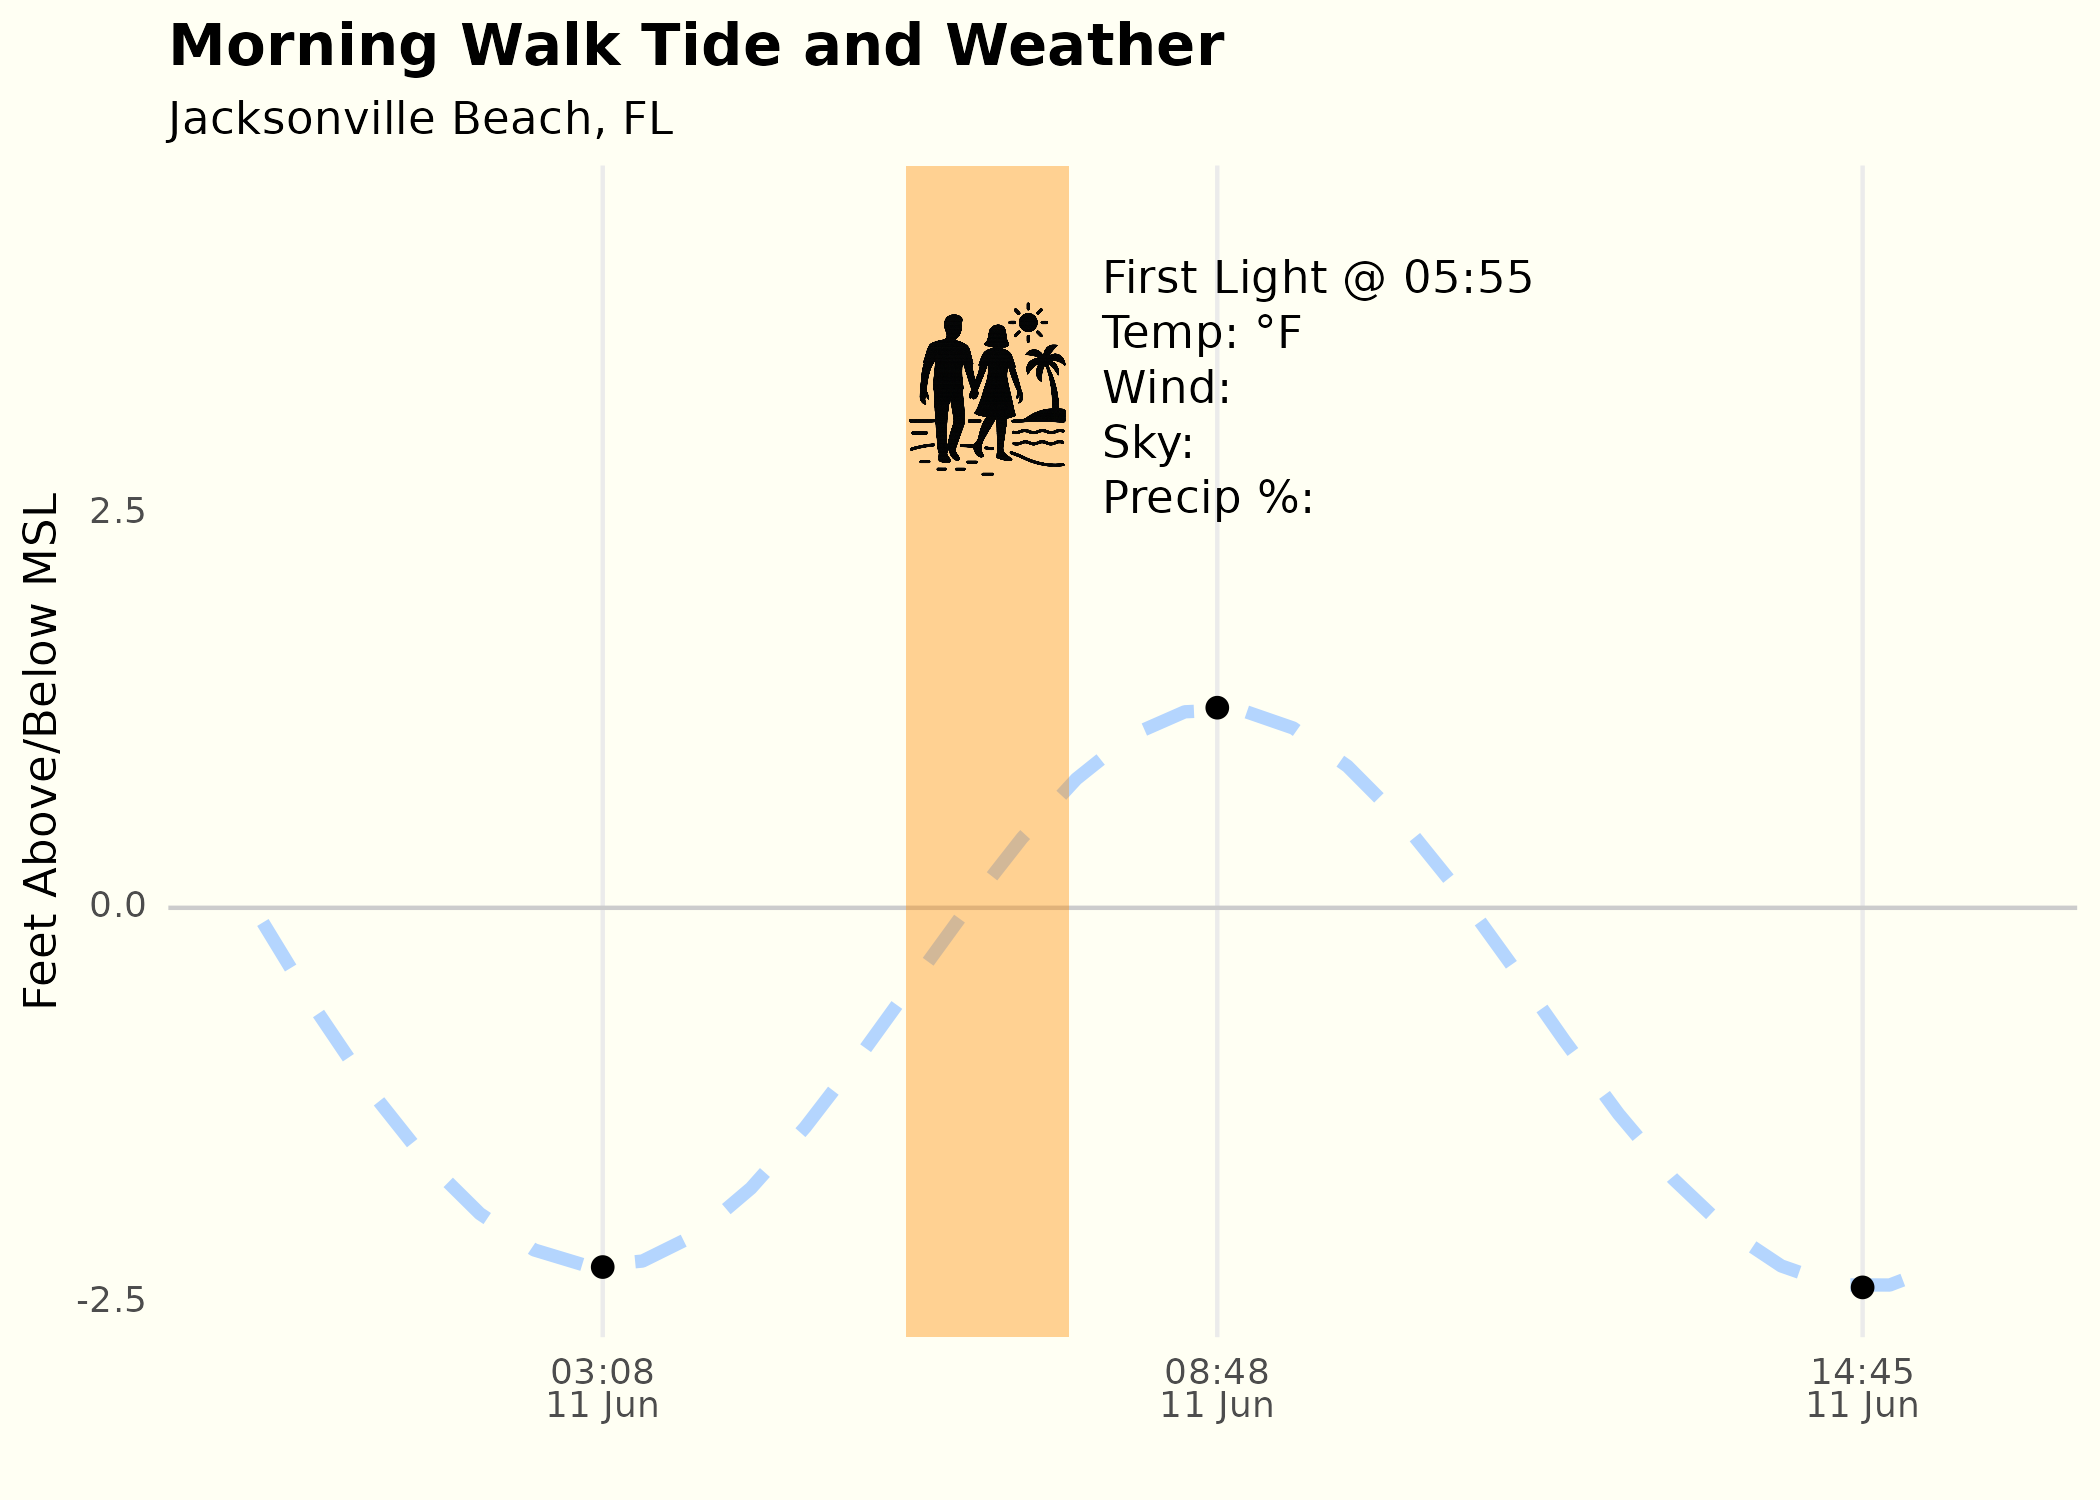 Morning Walk Tide and Weather
Jacksonville Beach, FL
First Light @ 05:55
Temp: °F
Wind:
Sky:
Precip %:
Feet Above/Below MSL
2.5
0.0
-2.5
03:08
11 Jun
08:48
11 Jun
14:45
11 Jun